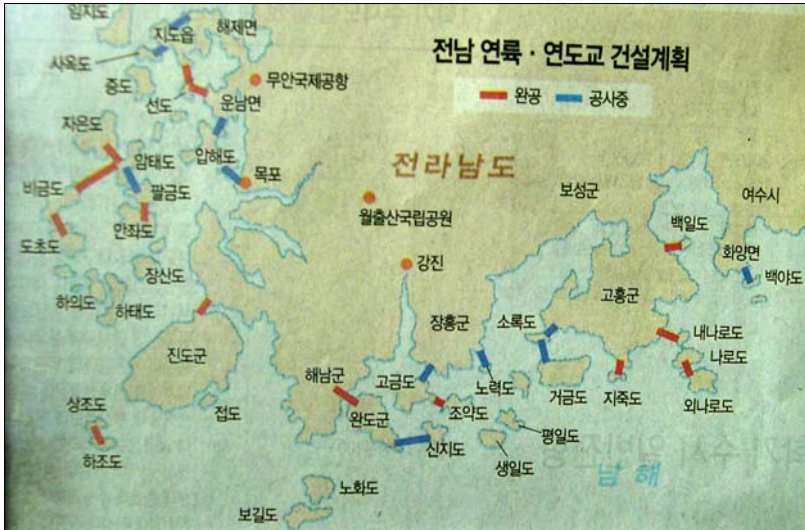 임지도
지도읍
해제면
사옥도
증도
선도
운남면
무안국제공항
전남 연륙·연도교 건설계획
완공
공사중
자은도
암태도
압해도
목포
비금도
팔금도
안좌도
도초도
장산도
하의도
하태도
전라남도
월출산국립공원
강진
보성군
여수시
백일도
화양면
백야도
고흥군
장흥군
소록도
내나로도
나로도
외나로도
지죽도
거금도
진도군
접도
해남군
고금도
노력도
완도군
조약도
신지도
평일도
생일도
상조도
하조도
노화도
보길도
남해